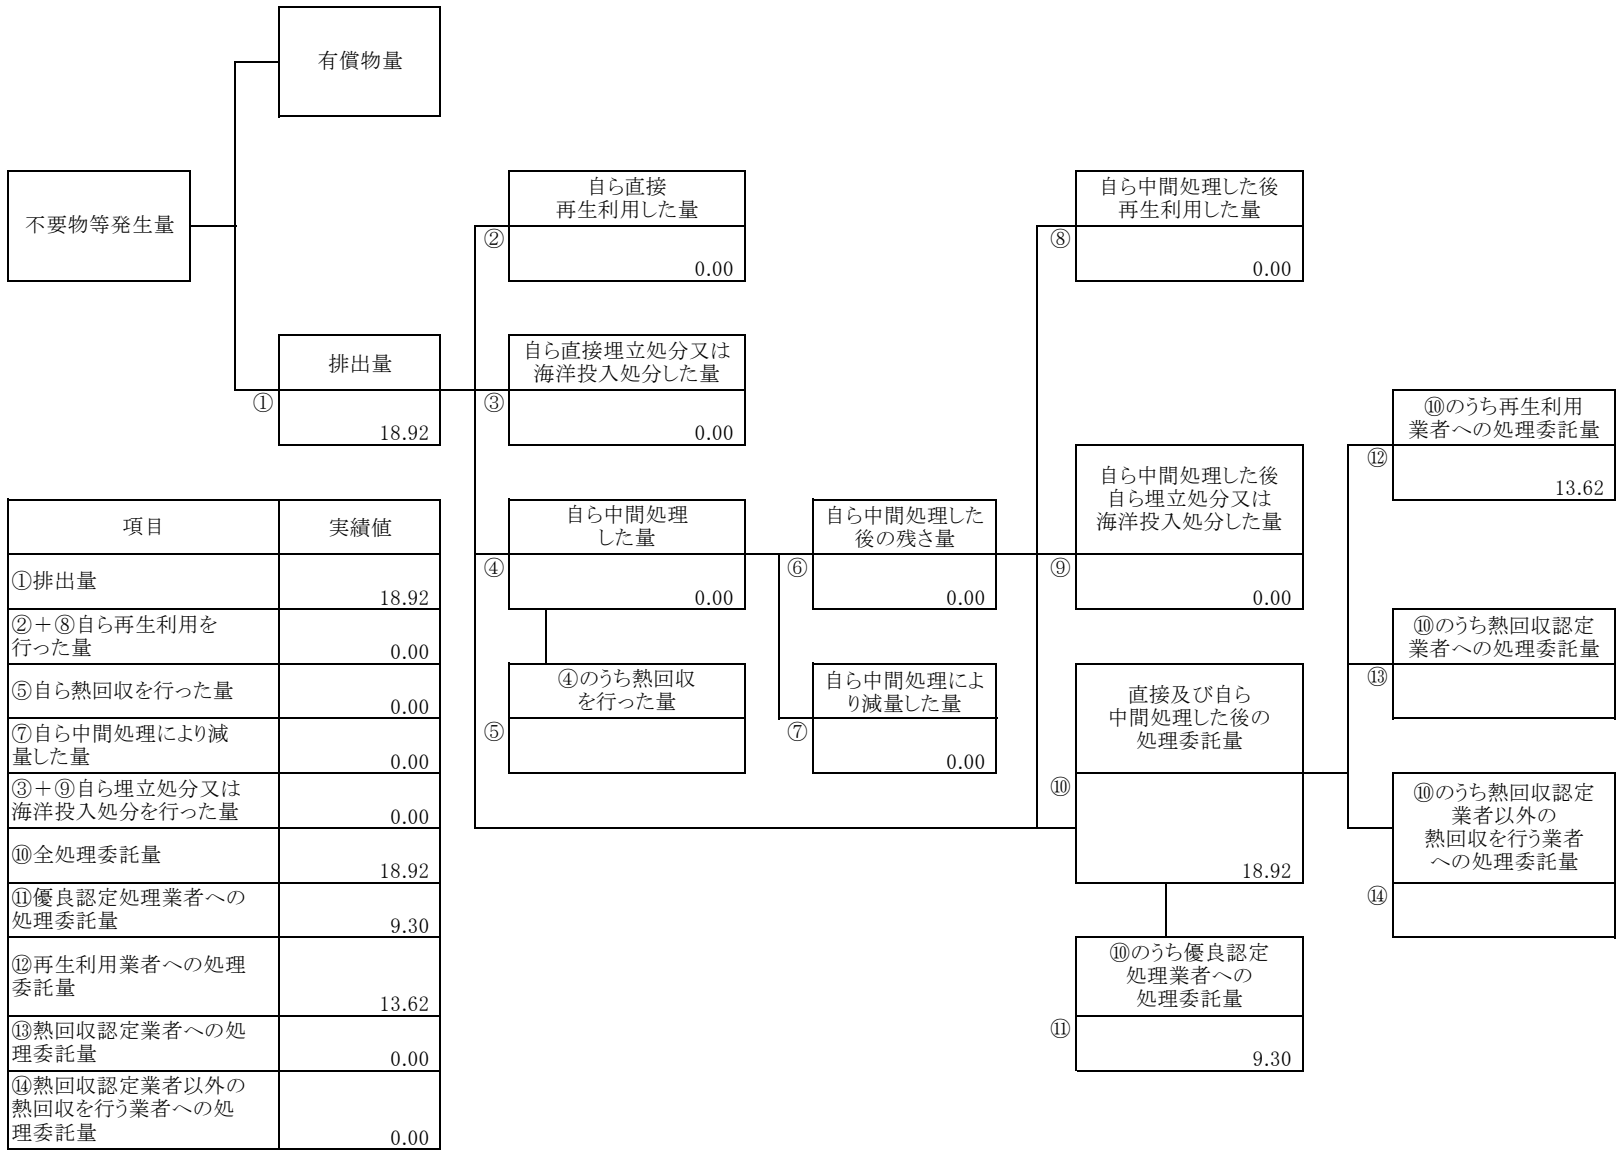 有償物量
不要物等発生量
排出量
①
18.92
自ら直接
再生利用した量
②
0.00
自ら直接埋立処分又は
海洋投入処分した量
③
0.00
自ら中間処理
した量
④
0.00
④のうち熱回収
を行った量
⑤
自ら中間処理した
後の残さ量
⑥
0.00
自ら中間処理によ
り減量した量
⑦
0.00
自ら中間処理した後
再生利用した量
⑧
0.00
自ら中間処理した後
自ら埋立処分又は
海洋投入処分した量
⑨
0.00
直接及び自ら
中間処理した後の
処理委託量
⑩
18.92
⑩のうち優良認定
処理業者への
処理委託量
⑪
9.30
⑩のうち再生利用
業者への処理委託量
⑫
13.62
⑩のうち熱回収認定
業者への処理委託量
⑬
⑩のうち熱回収認定
業者以外の
熱回収を行う業者
への処理委託量
⑭
項目 実績値
①排出量
18.92
②+⑧自ら再生利用を
行った量
0.00
⑤自ら熱回収を行った量
0.00
⑦自ら中間処理により減
量した量
0.00
③+⑨自ら埋立処分又は
海洋投入処分を行った量
0.00
⑩全処理委託量
18.92
⑪優良認定処理業者への
処理委託量
9.30
⑫再生利用業者への処理
委託量
13.62
⑬熱回収認定業者への処
理委託量
0.00
⑭熱回収認定業者以外の
熱回収を行う業者への処
理委託量
0.00